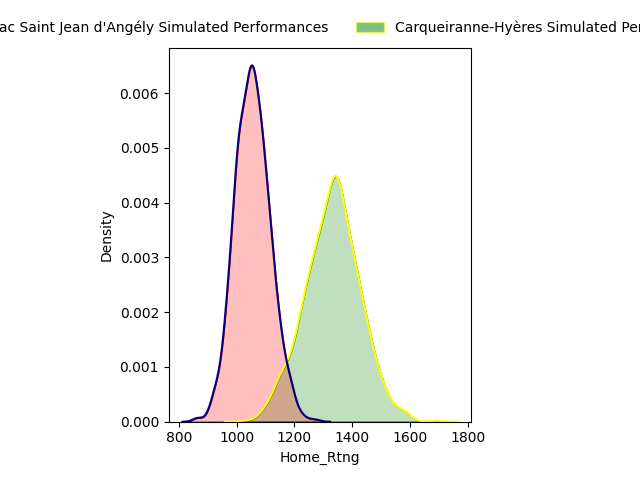 ac Saint Jean d'Angély Simulated Performances
Carqueiranne-Hyères Simulated Per
0.006
0.005
0.004
0.003
0.002
0.001
0.000
Density
800 1000 1200 1400 1600 1800
Home_Rtng